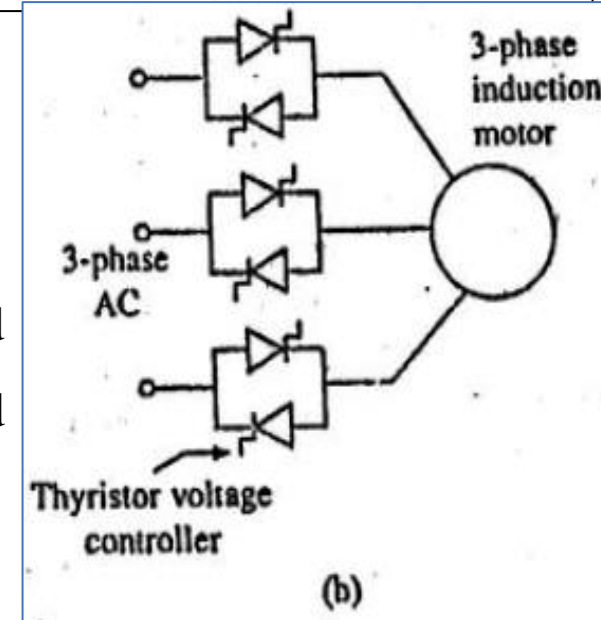 3-phase
induction
motor
3-phase
AC
d
d
Thyristor voltage
controller
(b)